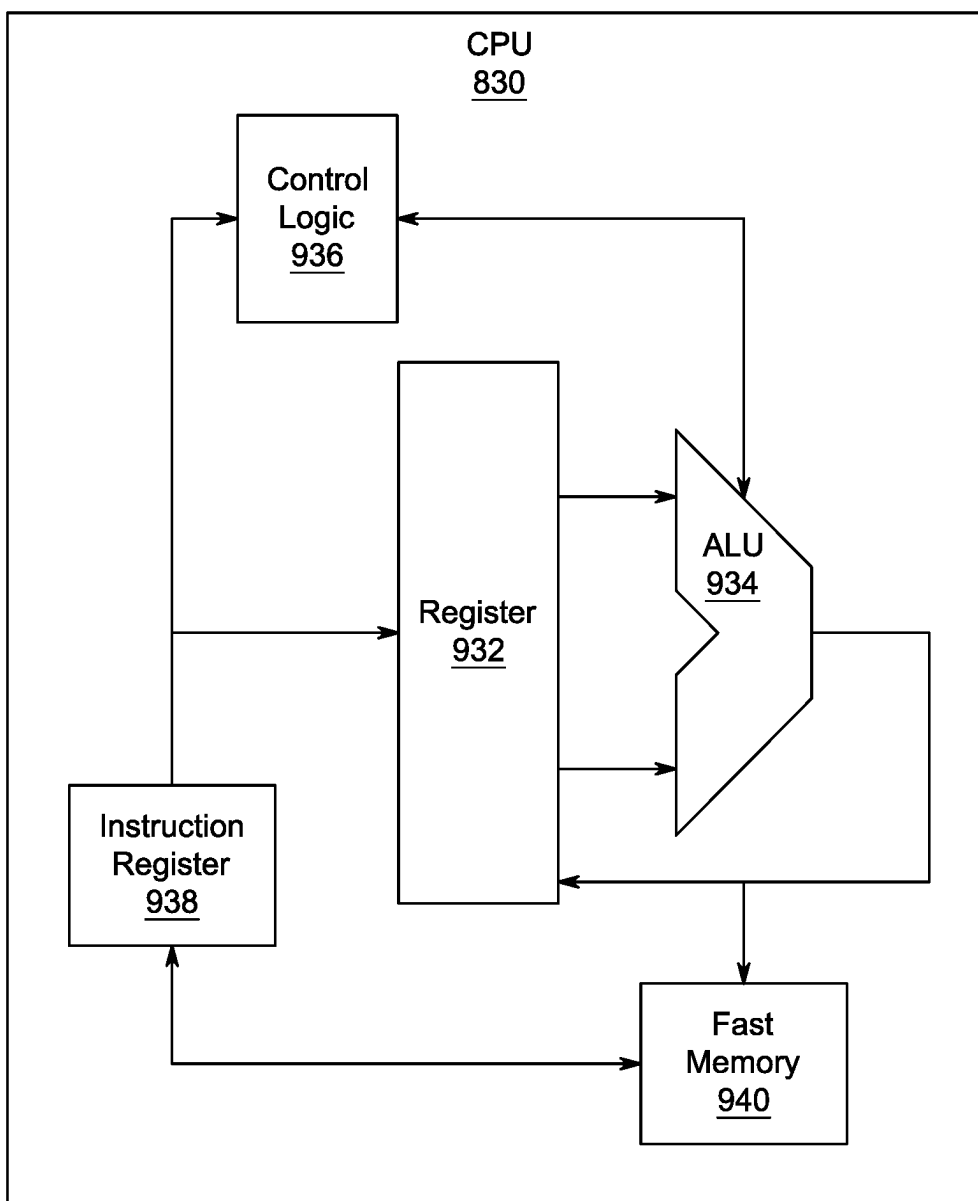 CPU
830
Control
Logic
936
ALU
934
Register
932
Instruction
Register
938
Fast
Memory
940